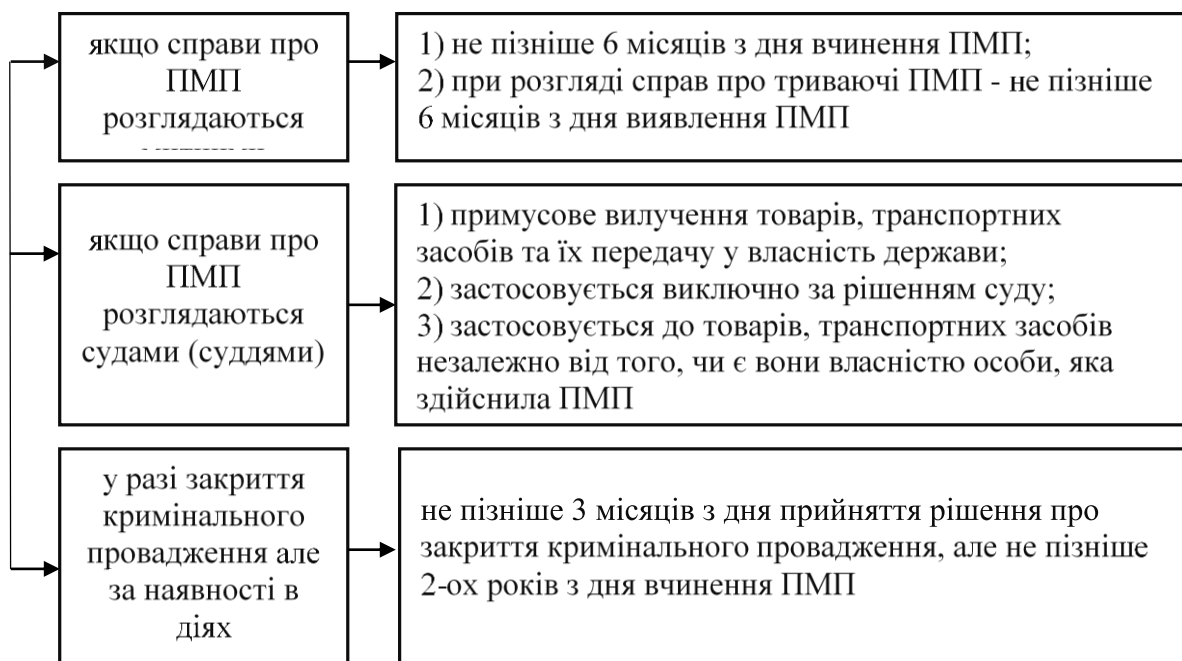 якщо справи про
ПМП
розглядаються
1) не пізніше 6 місяців з дня вчинення ПМП;
2) при розгляді справ про триваючі ПМП - не пізніше
6 місяців з дня виявлення ПМП
якщо справи про
ПМП
розглядаються
судами (суддями)
1) примусове вилучення товарів, транспортних
засобів та їх передачу у власність держави;
2) застосовується виключно за рішенням суду;
3) застосовується до товарів, транспортних засобів
незалежно від того, чи є вони власністю особи, яка
здійснила ПМП
у разі закриття
кримінального
провадження але
за наявності в
діях
не пізніше 3 місяців з дня прийняття рішення про
закриття кримінального провадження, але не пізніше
2-ох років з дня вчинення ПМП